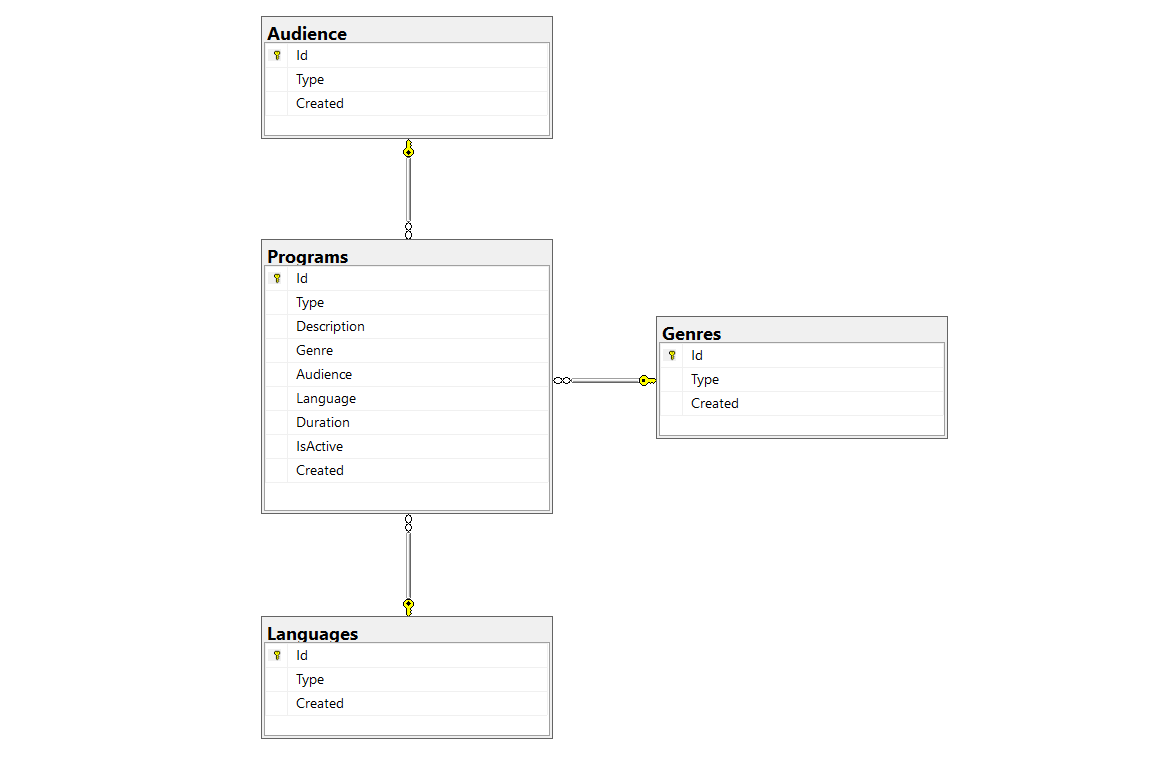 Audience
Id
Type
Created
Programs
Id
Type
Description
Genre
Audience
Language
Duration
IsActive
Created
Genres
Id
Type
Created
Languages
Id
Type
Created